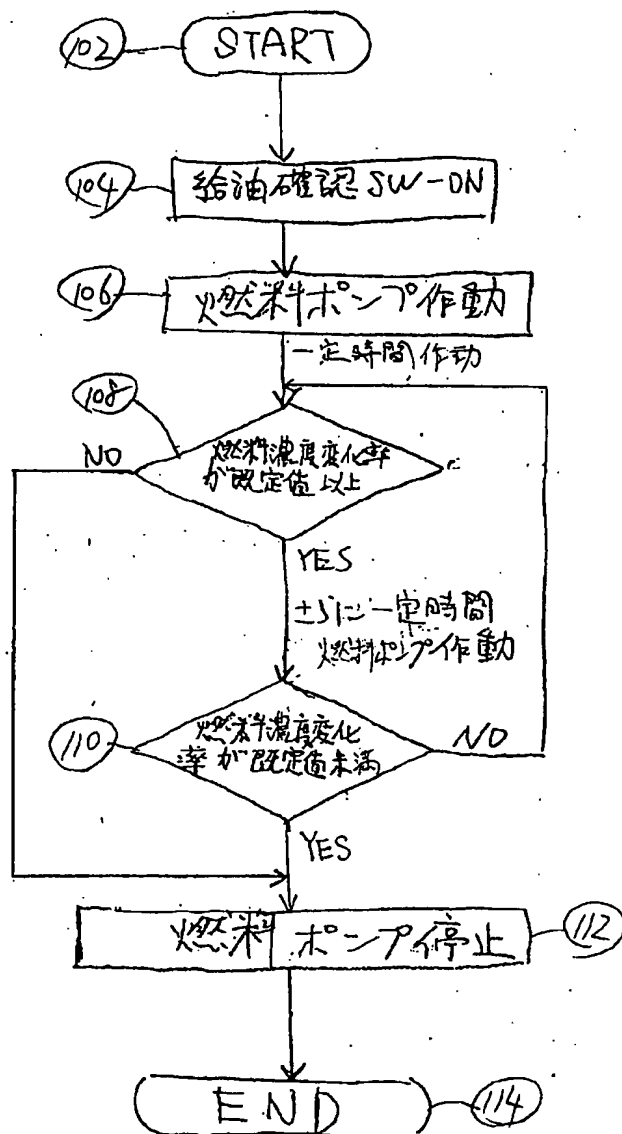 102
START
104
給油確認SW-ON
106
燃料ポンプ作動
一定時間作動
108
NO
燃料濃度変化率
が既定値以上
YES
さらに一定時間
燃料ポンプ作動
110
燃料濃度変化
率が既定値未満
NO
YES
燃料ポンプ停止
112
END
114